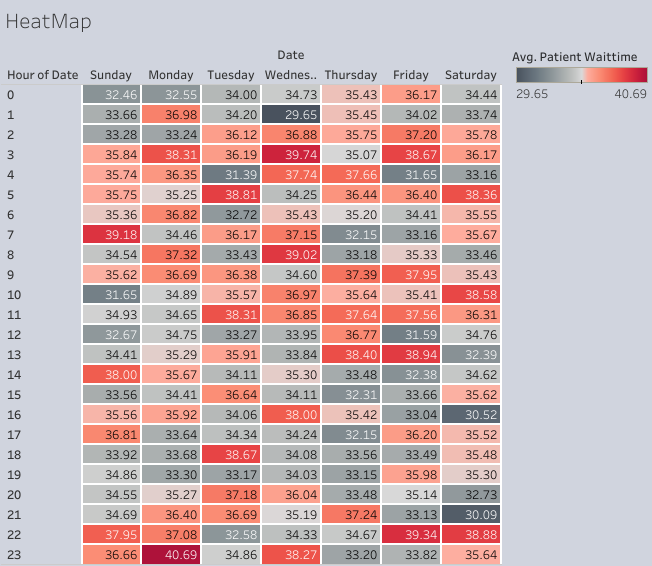 HeatMap
Date
Avg. Patient Waittime
Hour of Date Sunday Monday Tuesday Wednes.. Thursday Friday Saturday
29.65 40.69
0 32.46 32.55 34.00 34.73 35.43 36.17 34.44
1 33.66 36.98 34.20 29.65 35.45 34.02 33.74
2 33.28 33.24 36.12 36.88 35.75 37.20 35.78
3 35.84 38.31 36.19 39.74 35.07 38.67 36.17
4 35.74 36.35 31.39 37.74 37.66 31.65 33.16
5 35.75 35.25 38.81 34.25 36.44 36.40 38.36
6 35.36 36.82 32.72 35.43 35.20 34.41 35.55
7 39.18 34.46 36.17 37.15 32.15 33.16 35.67
8 34.54 37.32 33.43 39.02 33.18 35.33 33.46
9 35.62 36.69 36.38 34.60 37.39 37.95 35.43
10 31.65 34.89 35.57 36.97 35.64 35.41 38.58
11 34.93 34.65 38.31 36.85 37.64 37.56 36.31
12 32.67 34.75 33.27 33.95 36.77 31.59 34.76
13 34.41 35.29 35.91 33.84 38.40 38.94 32.39
14 38.00 35.67 34.11 35.30 33.48 32.38 34.62
15 33.56 34.41 36.64 34.11 32.31 33.66 35.62
16 35.56 35.92 34.06 38.00 35.42 33.04 30.52
17 36.81 33.64 34.34 34.24 32.15 36.20 35.52
18 33.92 33.68 38.67 34.08 33.56 33.49 35.48
19 34.86 33.30 33.17 34.03 33.15 35.98 35.30
20 34.55 35.27 37.18 36.04 33.48 35.14 32.73
21 34.69 36.40 36.69 35.19 37.24 33.13 30.09
22 37.95 37.08 32.58 34.33 34.67 39.34 38.88
23 36.66 40.69 34.86 38.27 33.20 33.82 35.64